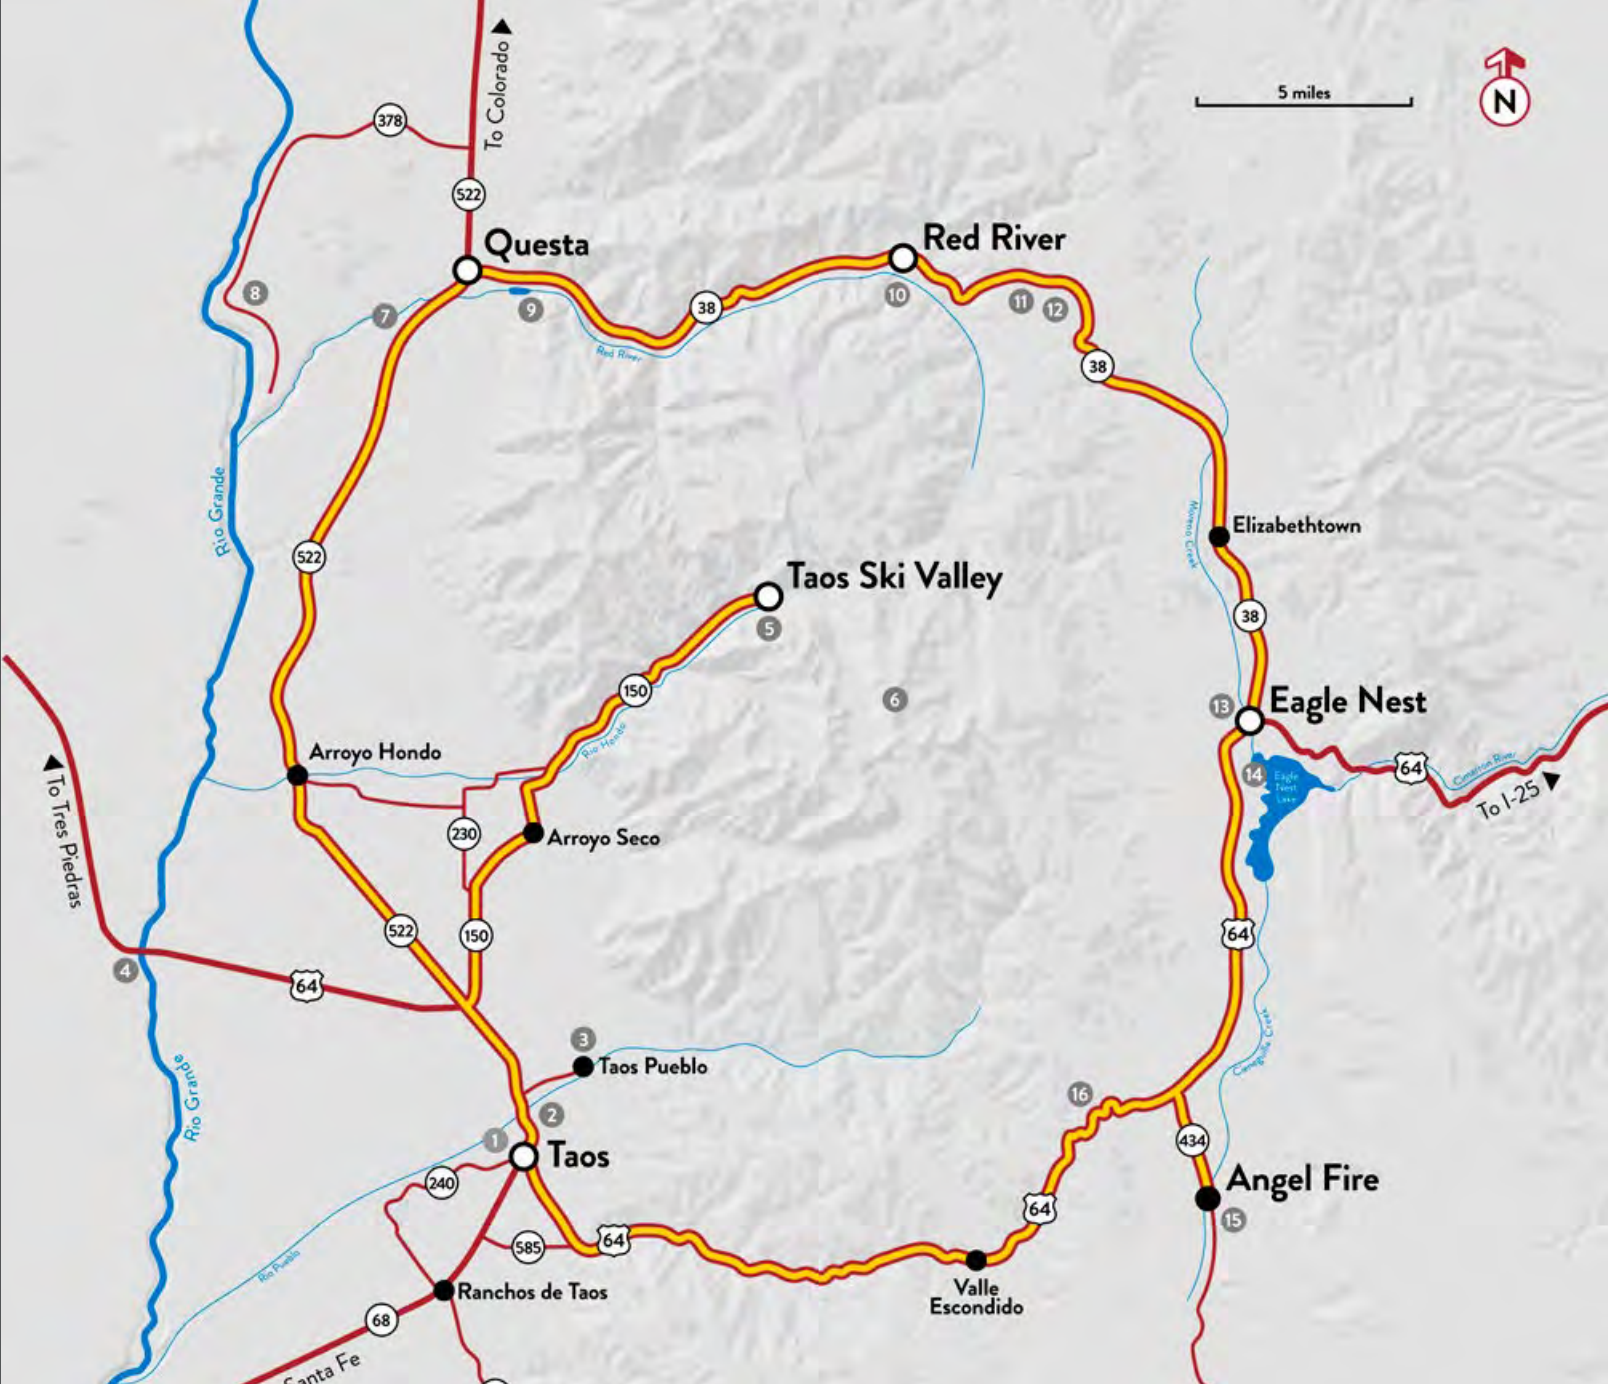 To Colorado
5 miles
N
378
522
Questa
Red River
8
7
9
38
10
11
12
Red River
38
Rio Grande
522
Moreno Creek
Elizabethtown
Taos Ski Valley
5
38
150
6
13
Eagle Nest
Rio Hondo
Arroyo Hondo
64
Cimarron River
14
Eagle
Nest
Lake
To I-25
To Tres Piedras
230
Arroyo Seco
522
150
64
4
64
3
Taos Pueblo
Cieneguilla Creek
Rio Grande
16
2
1
Taos
434
240
Angel Fire
64
15
585
64
Rio Pueblo
Ranchos de Taos
Valle
Escondido
68
Santa Fe